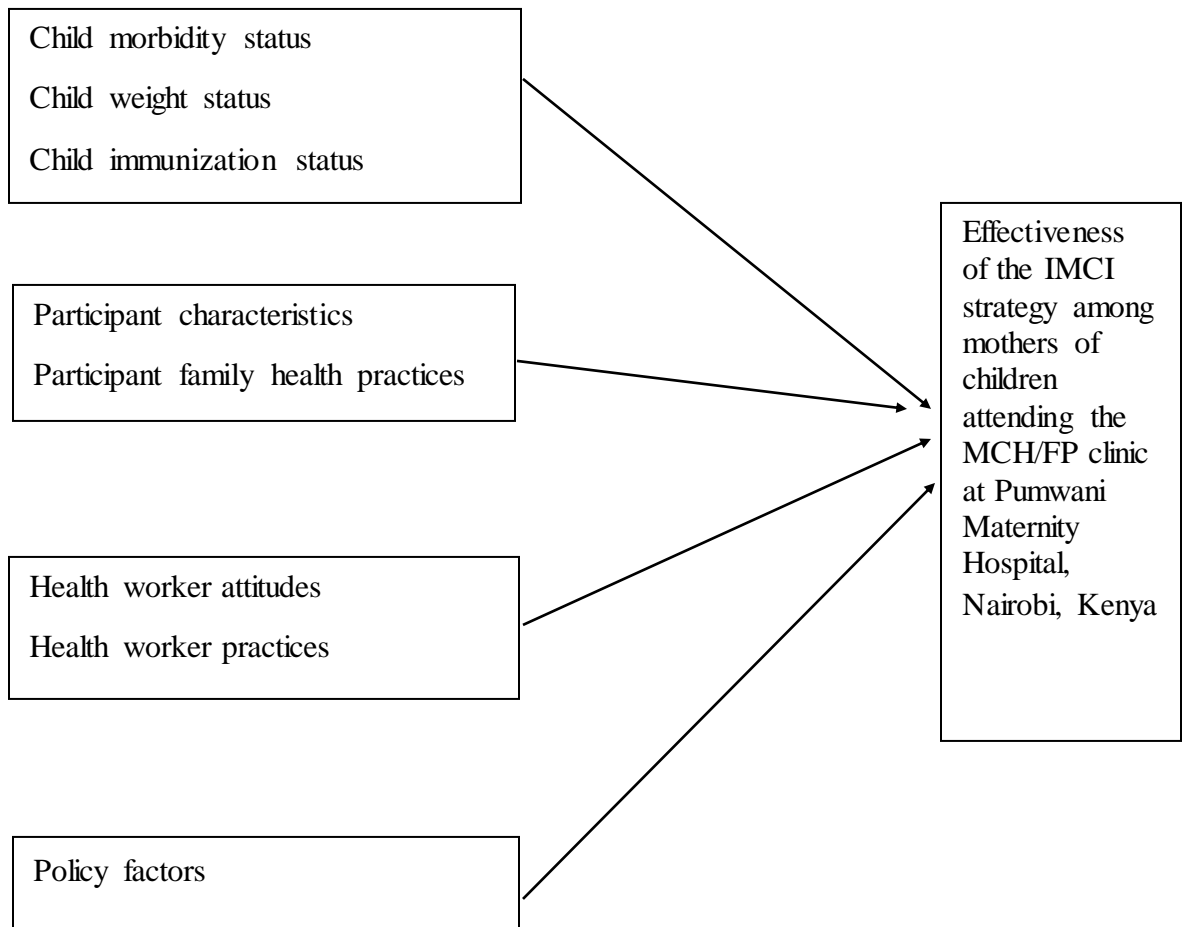 Child morbidity status
Child weight status
Child immunization status
Participant characteristics
Participant family health practices
Health worker attitudes
Health worker practices
Policy factors
Effectiveness
of the IMCI
strategy among
mothers of
children
attending the
MCH/FP clinic
at Pumwani
Maternity
Hospital,
Nairobi, Kenya